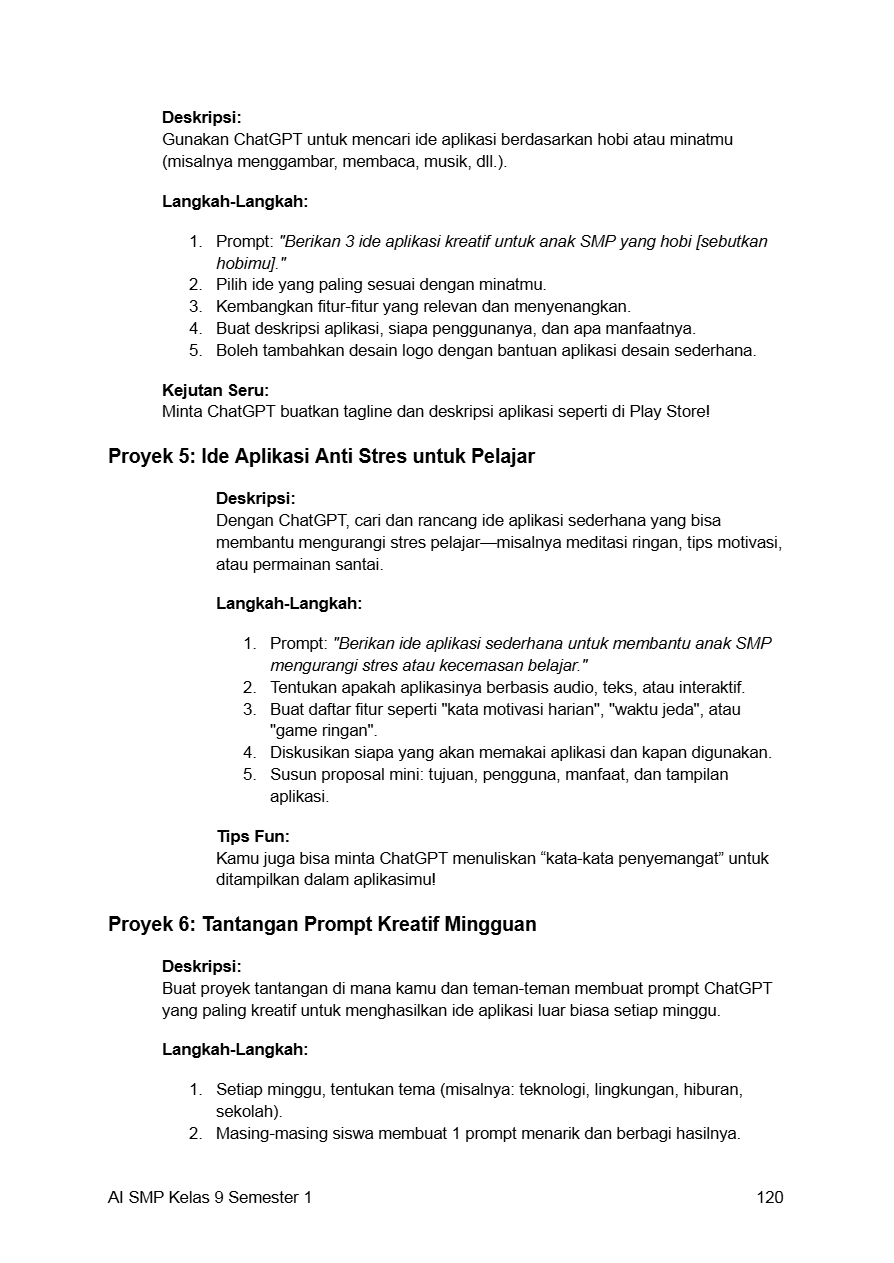 Deskripsi:
Gunakan ChatGPT untuk mencari ide aplikasi berdasarkan hobi atau minatmu
(misalnya menggambar, membaca, musik, dll.).
Langkah-Langkah:
1. Prompt: "Berikan 3 ide aplikasi kreatif untuk anak SMP yang hobi [sebutkan
hobimu]."
2. Pilih ide yang paling sesuai dengan minatmu.
3. Kembangkan fitur-fitur yang relevan dan menyenangkan.
4. Buat deskripsi aplikasi, siapa penggunanya, dan apa manfaatnya.
5. Boleh tambahkan desain logo dengan bantuan aplikasi desain sederhana.
Kejutan Seru:
Minta ChatGPT buatkan tagline dan deskripsi aplikasi seperti di Play Store!
Proyek 5: Ide Aplikasi Anti Stres untuk Pelajar
Deskripsi:
Dengan ChatGPT, cari dan rancang ide aplikasi sederhana yang bisa
membantu mengurangi stres pelajar—misalnya meditasi ringan, tips motivasi,
atau permainan santai.
Langkah-Langkah:
1. Prompt: "Berikan ide aplikasi sederhana untuk membantu anak SMP
mengurangi stres atau kecemasan belajar."
2. Tentukan apakah aplikasinya berbasis audio, teks, atau interaktif.
3. Buat daftar fitur seperti "kata motivasi harian", "waktu jeda", atau
"game ringan".
4. Diskusikan siapa yang akan memakai aplikasi dan kapan digunakan.
5. Susun proposal mini: tujuan, pengguna, manfaat, dan tampilan
aplikasi.
Tips Fun:
Kamu juga bisa minta ChatGPT menuliskan “kata-kata penyemangat” untuk
ditampilkan dalam aplikasimu!
Proyek 6: Tantangan Prompt Kreatif Mingguan
Deskripsi:
Buat proyek tantangan di mana kamu dan teman-teman membuat prompt ChatGPT
yang paling kreatif untuk menghasilkan ide aplikasi luar biasa setiap minggu.
Langkah-Langkah:
1. Setiap minggu, tentukan tema (misalnya: teknologi, lingkungan, hiburan,
sekolah).
2. Masing-masing siswa membuat 1 prompt menarik dan berbagi hasilnya.
AI SMP Kelas 9 Semester 1 120